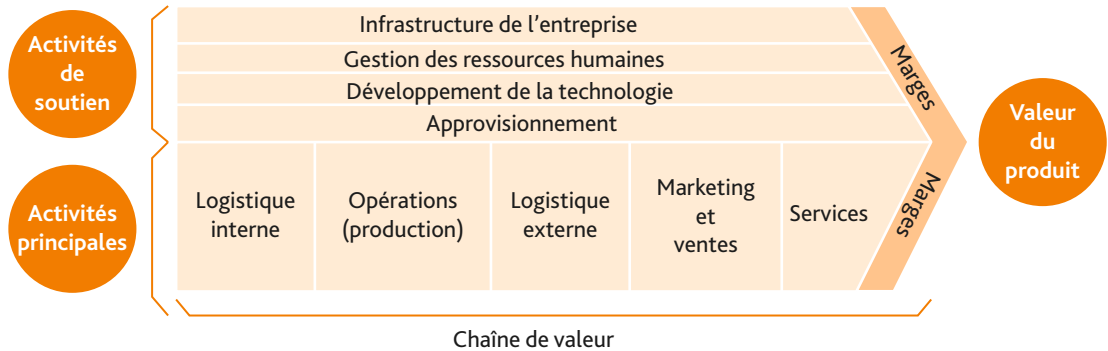 Activités
de
soutien
Infrastructure de l'entreprise
Gestion des ressources humaines
Développement de la technologie
Approvisionnement
Marges
Activités
principales
Logistique
interne
Opérations
(production)
Logistique
externe
Marketing
et
ventes
Services
Marges
Valeur
du
produit
Chaîne de valeur